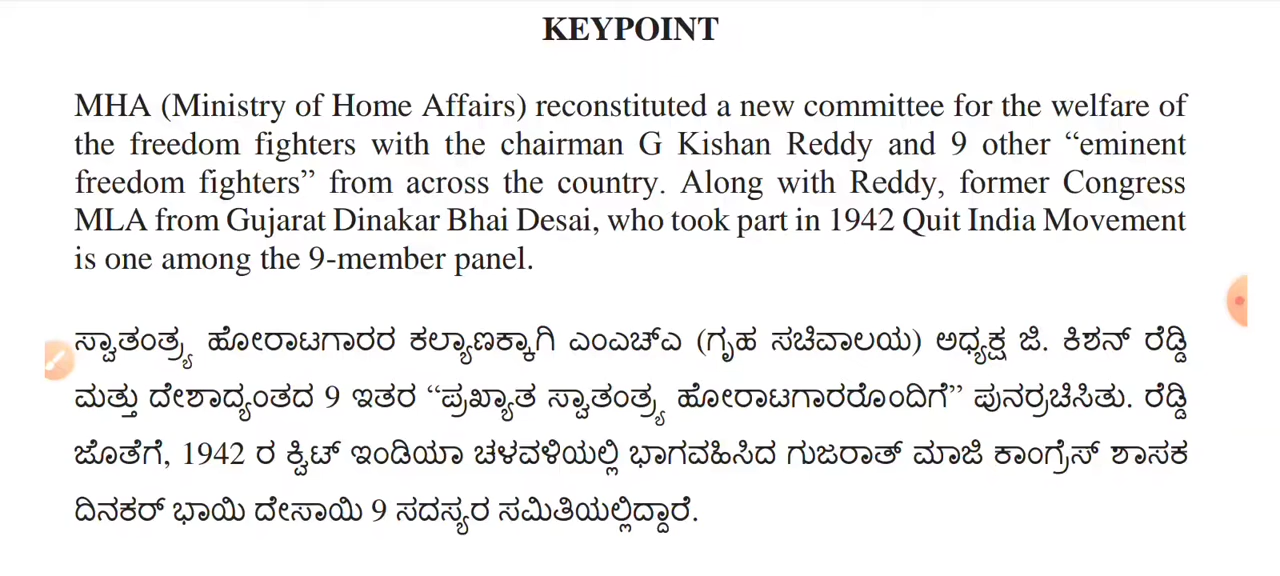 KEYPOINT
MHA (Ministry of Home Affairs) reconstituted a new committee for the welfare of
the freedom fighters with the chairman G Kishan Reddy and 9 other “eminent
freedom fighters” from across the country. Along with Reddy, former Congress
MLA from Gujarat Dinakar Bhai Desai, who took part in 1942 Quit India Movement
is one among the 9-member panel.
ಸ್ವಾತಂತ್ರ್ಯ ಹೋರಾಟಗಾರರ ಕಲ್ಯಾಣಕ್ಕಾಗಿ ಎಂಎಚ್ಎ (ಗೃಹ ಸಚಿವಾಲಯ) ಅಧ್ಯಕ್ಷ ಜಿ. ಕಿಶನ್ ರೆಡ್ಡಿ
ಮತ್ತು ದೇಶಾದ್ಯಂತದ 9 ಇತರ “ಪ್ರಖ್ಯಾತ ಸ್ವಾತಂತ್ರ್ಯ ಹೋರಾಟಗಾರರೊಂದಿಗೆ” ಪುನರ್ರಚಿಸಿತು. ರೆಡ್ಡಿ
ಜೊತೆಗೆ, 1942 ರ ಕ್ವಿಟ್ ಇಂಡಿಯಾ ಚಳವಳಿಯಲ್ಲಿ ಭಾಗವಹಿಸಿದ ಗುಜರಾತ್ ಮಾಜಿ ಕಾಂಗ್ರೆಸ್ ಶಾಸಕ
ದಿನಕರ್ ಭಾಯಿ ದೇಸಾಯಿ 9 ಸದಸ್ಯರ ಸಮಿತಿಯಲ್ಲಿದ್ದಾರೆ.